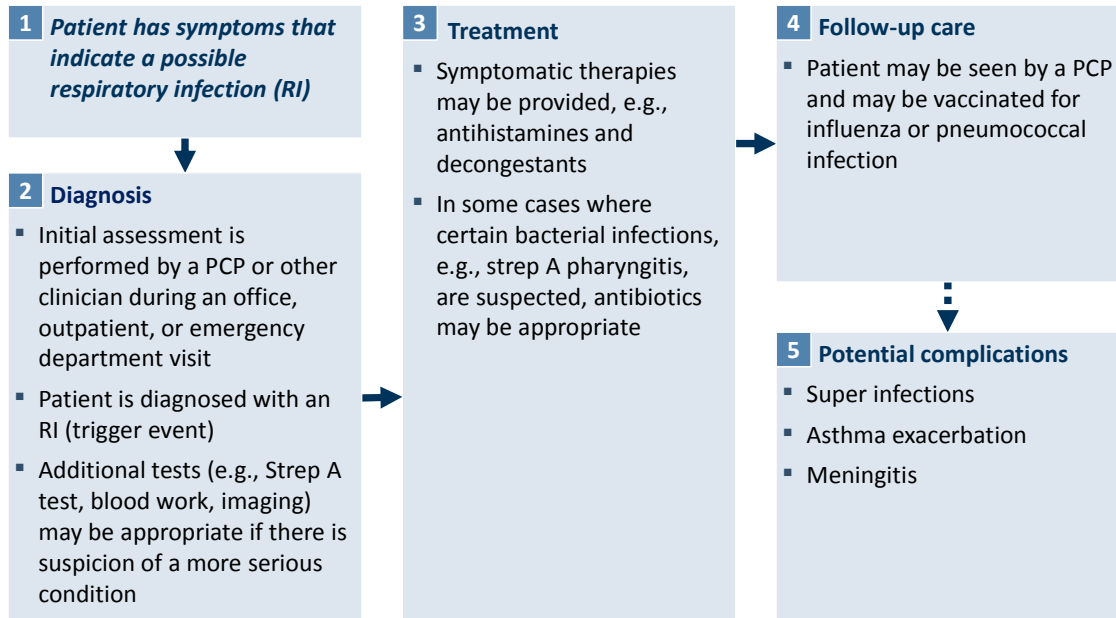 1 Patient has symptoms that
indicate a possible
respiratory infection (RI)
2 Diagnosis
▪ Initial assessment is
performed by a PCP or other
clinician during an office,
outpatient, or emergency
department visit
▪ Patient is diagnosed with an
RI (trigger event)
▪ Additional tests (e.g., Strep A
test, blood work, imaging)
may be appropriate if there is
suspicion of a more serious
condition
3 Treatment
▪ Symptomatic therapies
may be provided, e.g.,
antihistamines and
decongestants
▪ In some cases where
certain bacterial infections,
e.g., strep A pharyngitis,
are suspected, antibiotics
may be appropriate
4 Follow-up care
▪ Patient may be seen by a PCP
and may be vaccinated for
influenza or pneumococcal
infection
5 Potential complications
▪ Super infections
▪ Asthma exacerbation
▪ Meningitis